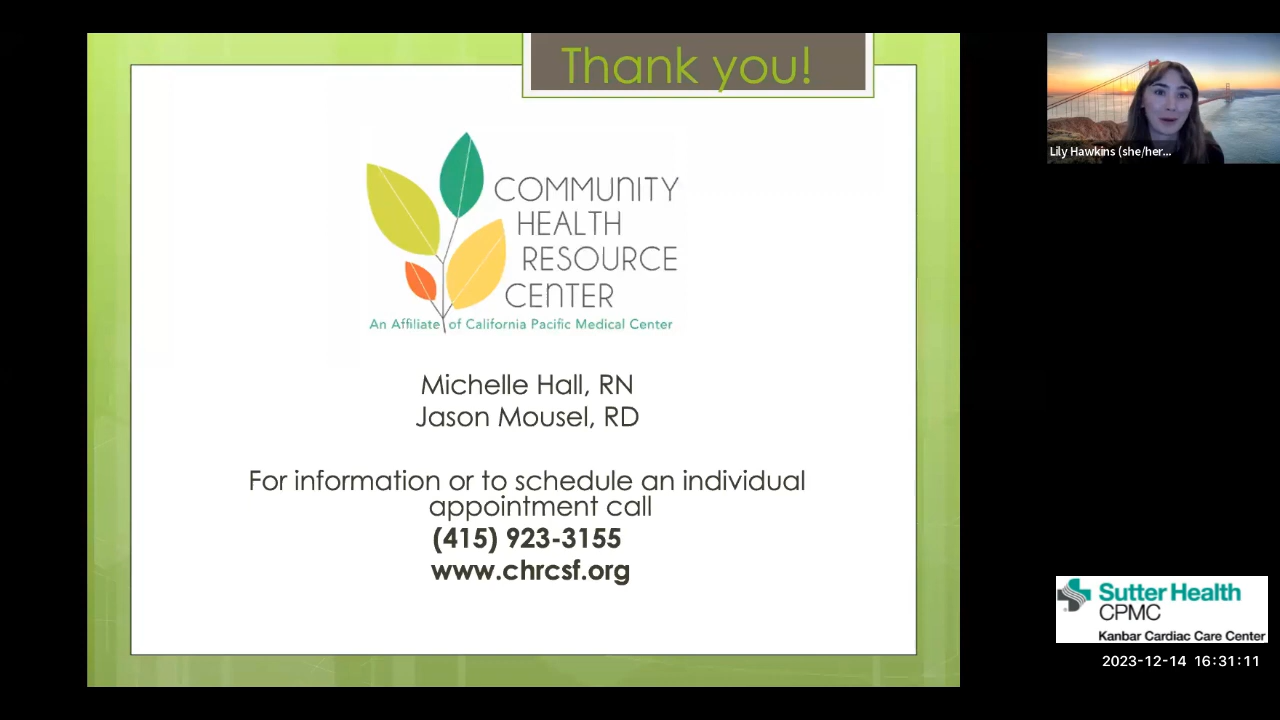 Thank you!
COMMUNITY
HEALTH
RESOURCE
CENTER
An Affiliate of California Pacific Medical Center
Michelle Hall, RN
Jason Mousel, RD
For information or to schedule an individual
appointment call
(415) 923-3155
www.chrcsf.org
Lily Hawkins (she/her...
Sutter Health
CPMC
Kanbar Cardiac Care Center
2023-12-14 16:31:11